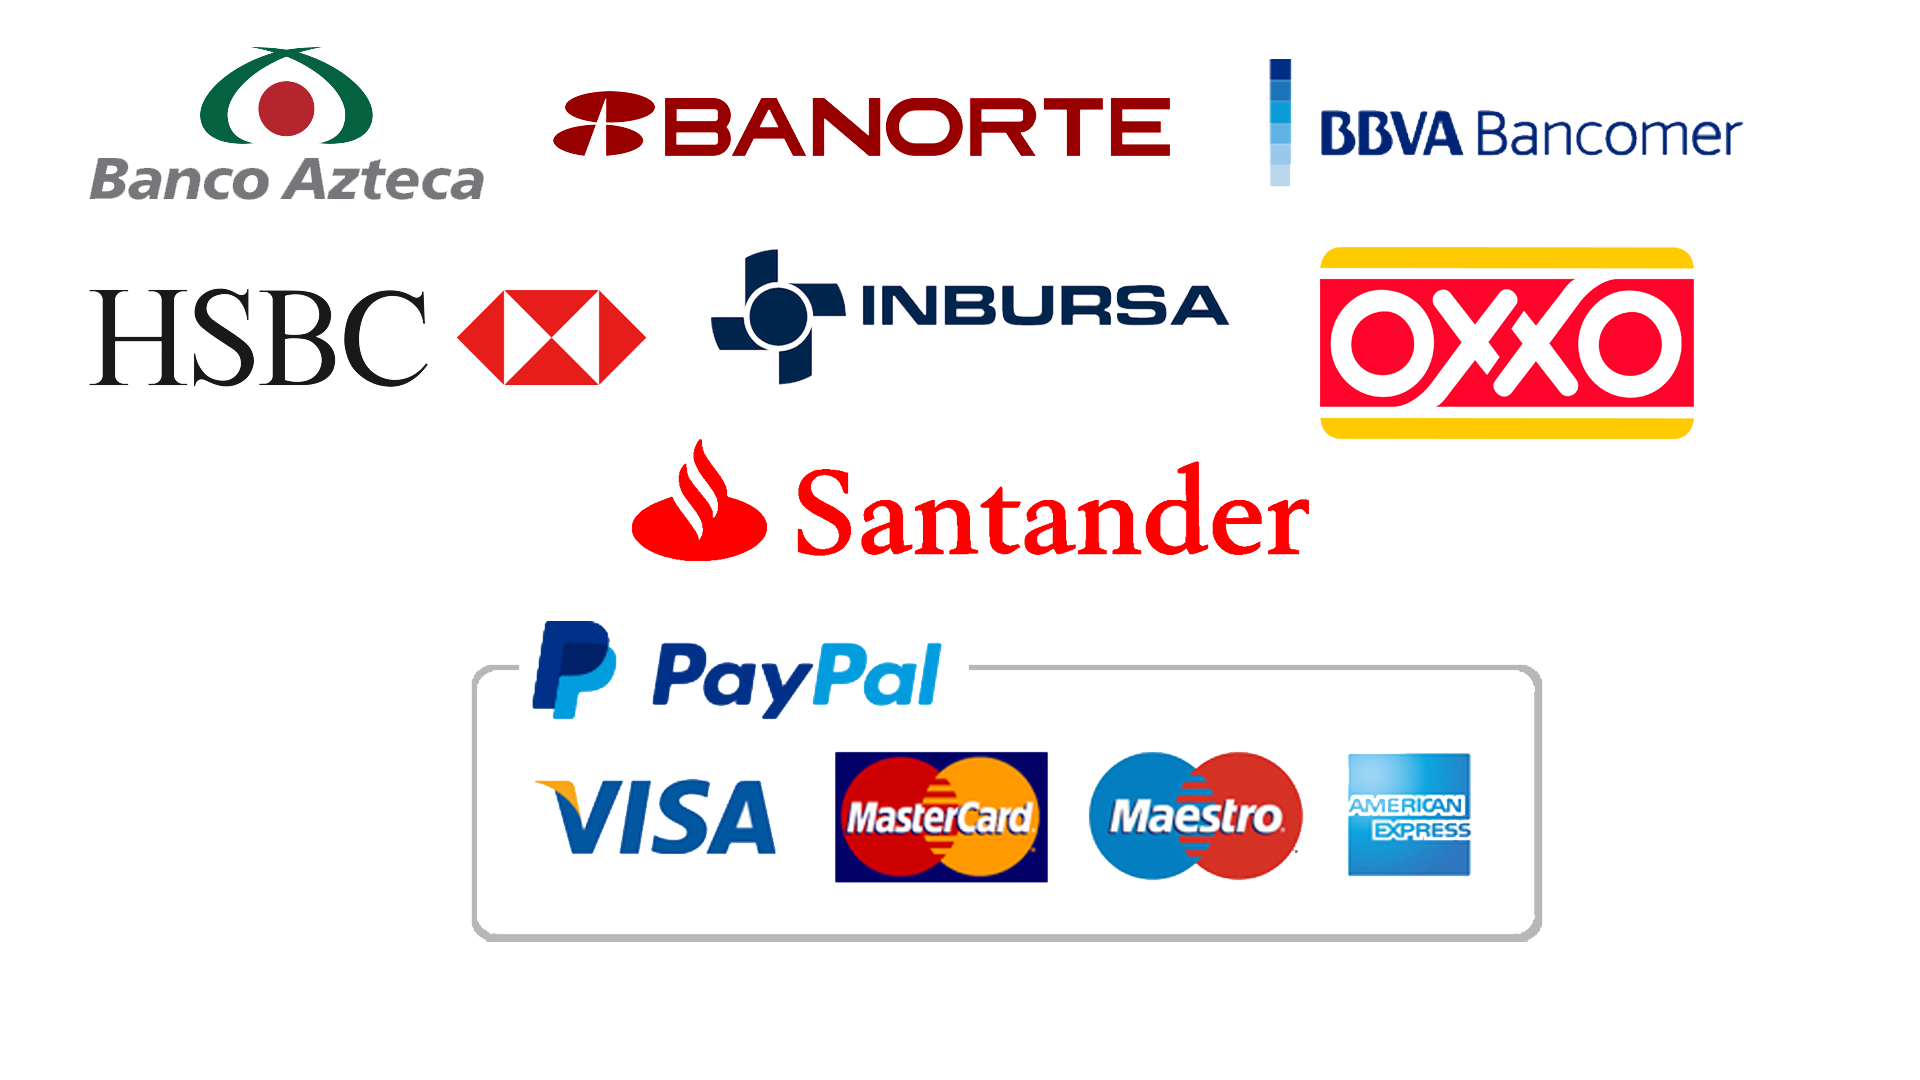 Banco Azteca
BANORTE
BBVA Bancomer
HSBC
INBURSA
OXXO
Santander
PayPal
VISA
MasterCard
Maestro
AMERICAN
EXPRESS